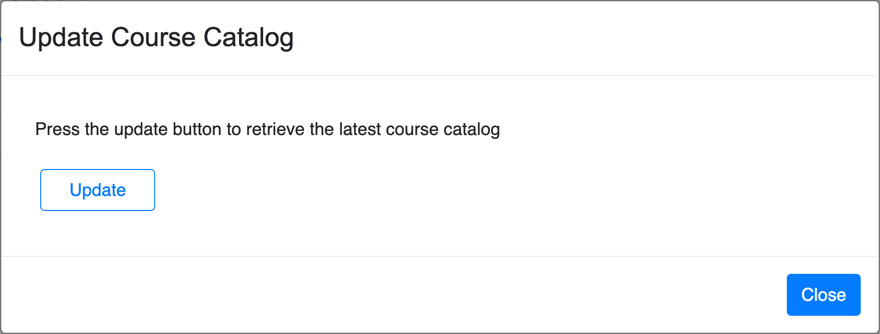 Update Course Catalog
Press the update button to retrieve the latest course catalog
Update
Close